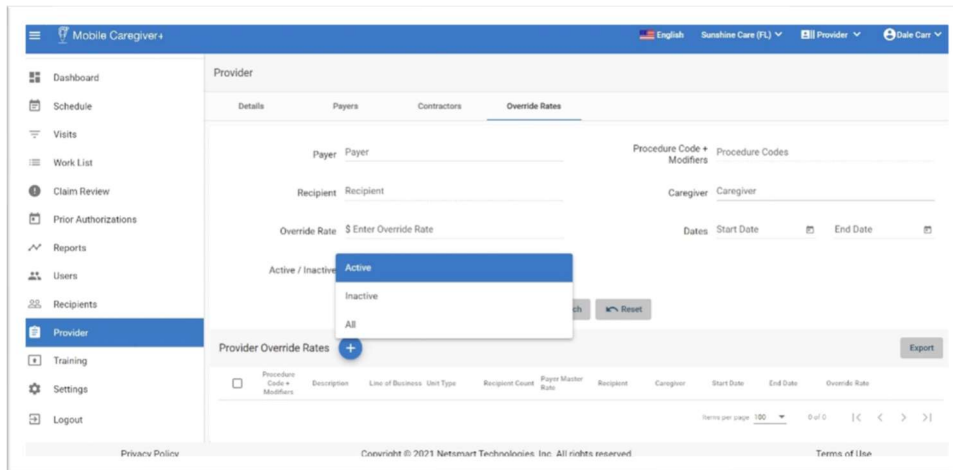 Mobile Caregiver+
English Sunshine Care (FL) Provider Dale Carr
Dashboard
Schedule
Visits
Work List
Claim Review
Prior Authorizations
Reports
Users
Recipients
Provider
Training
Settings
Logout
Provider
Details Payers Contractors Override Rates
Payer Payer
Procedure Code +
Modifiers
Procedure Codes
Recipient Recipient
Caregiver Caregiver
Override Rate $ Enter Override Rate
Dates Start Date End Date
Active / Inactive
Active
Inactive
All
ch Reset
Provider Override Rates + Export
Procedure
Code +
Modifiers
Description Line of Business Unit Type Recipient Count
Payer Master
Rate
Recipient Caregiver Start Date End Date Override Rate
Items per page 100 0 of 0
Privacy Policy Copyright © 2021 Netsmart Technologies, Inc. All rights reserved Terms of Use